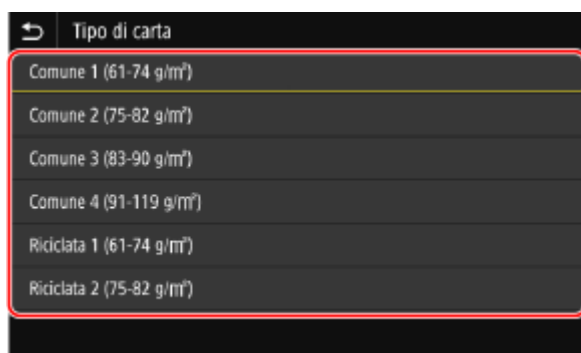 Tipo di carta
Comune 1 (61-74 g/m²)
Comune 2 (75-82 g/m²)
Comune 3 (83-90 g/m²)
Comune 4 (91-119 g/m²)
Riciclata 1 (61-74 g/m²)
Riciclata 2 (75-82 g/m²)